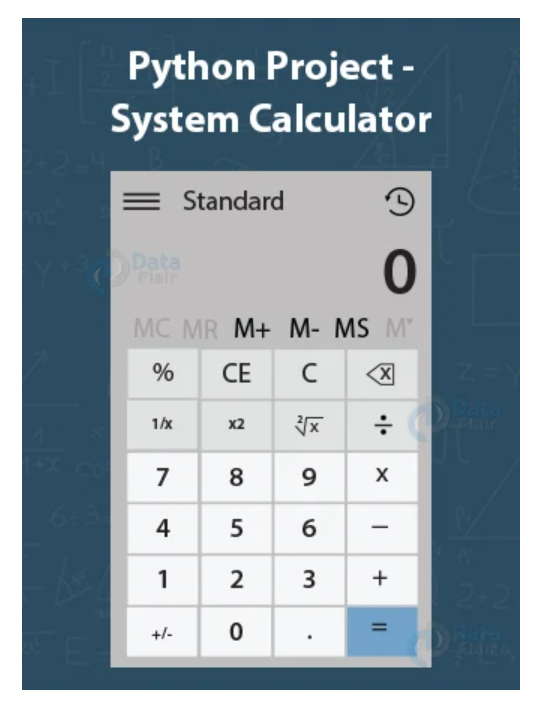 Python Project -
System Calculator
Standard
0
Data
Flair
MC MR M+ M- MS M▾
% CE C ⌫
1/x x2 ²√x ÷
Data
Flair
7 8 9 x
4 5 6 −
1 2 3 +
+/- 0 . =
Data
Flair